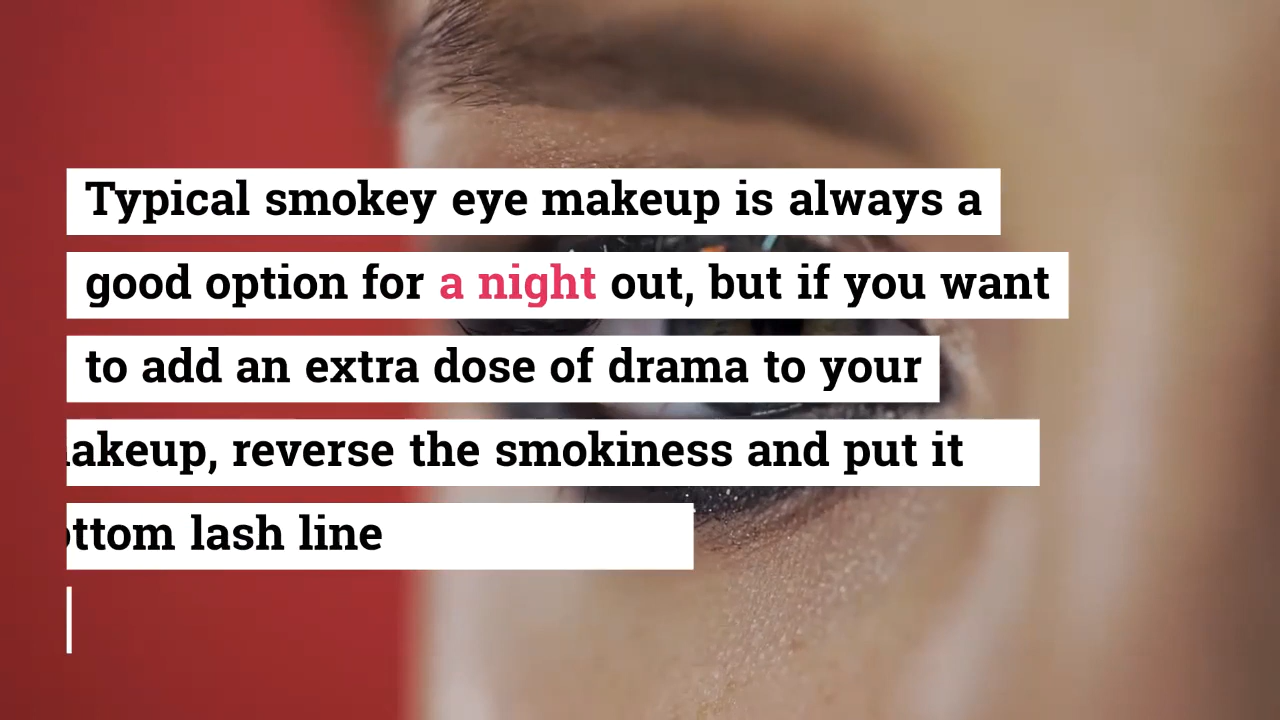 Typical smokey eye makeup is always a
good option for a night out, but if you want
to add an extra dose of drama to your
akeup, reverse the smokiness and put it
ottom lash line